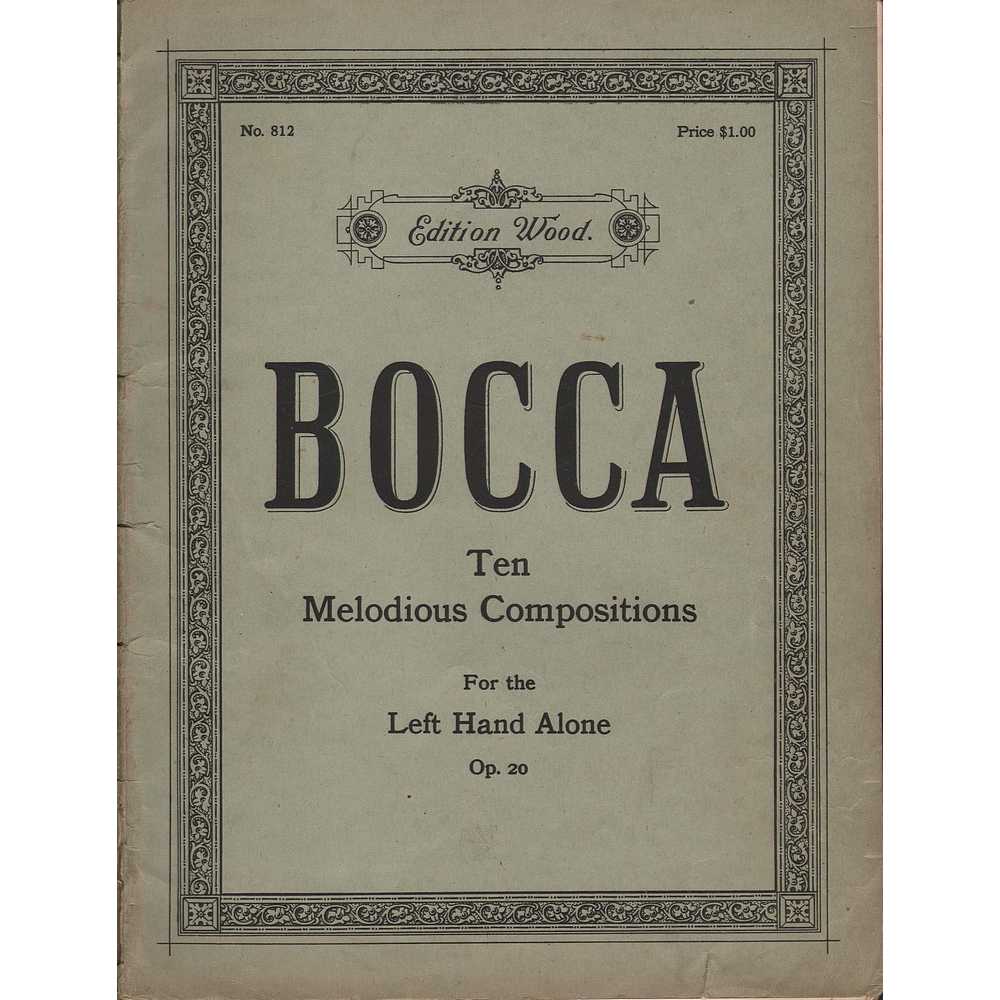 No. 812
Price $1.00
Edition Wood.
BOCCA
Ten
Melodious Compositions
For the
Left Hand Alone
Op. 20